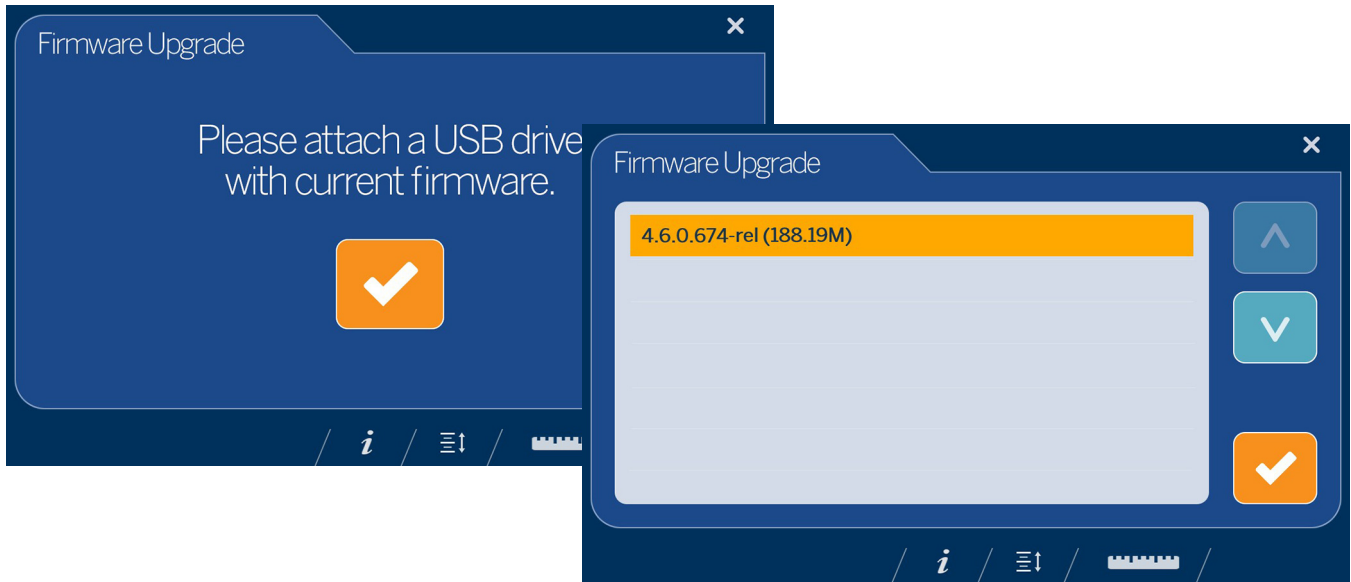 Firmware Upgrade
Please attach a USB drive
with current firmware.
i
Firmware Upgrade
4.6.0.674-rel (188.19M)
i